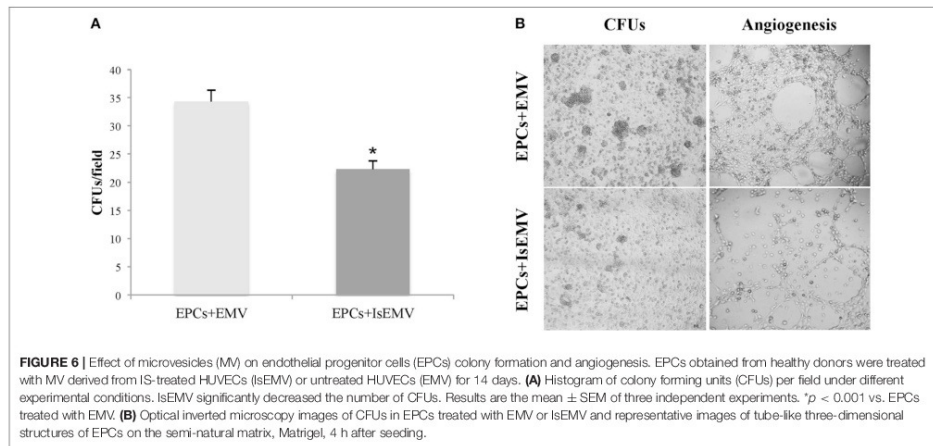 A
B
CFUs
Angiogenesis
40
35
30
25
20
15
10
5
0
CFUs/field
*
EPCs+EMV
EPCs+IsEMV
EPCs+EMV
EPCs+IsEMV
FIGURE 6 | Effect of microvesicles (MV) on endothelial progenitor cells (EPCs) colony formation and angiogenesis. EPCs obtained from healthy donors were treated
with MV derived from IS-treated HUVECs (IsEMV) or untreated HUVECs (EMV) for 14 days. (A) Histogram of colony forming units (CFUs) per field under different
experimental conditions. IsEMV significantly decreased the number of CFUs. Results are the mean ± SEM of three independent experiments. *p < 0.001 vs. EPCs
treated with EMV. (B) Optical inverted microscopy images of CFUs in EPCs treated with EMV or IsEMV and representative images of tube-like three-dimensional
structures of EPCs on the semi-natural matrix, Matrigel, 4 h after seeding.